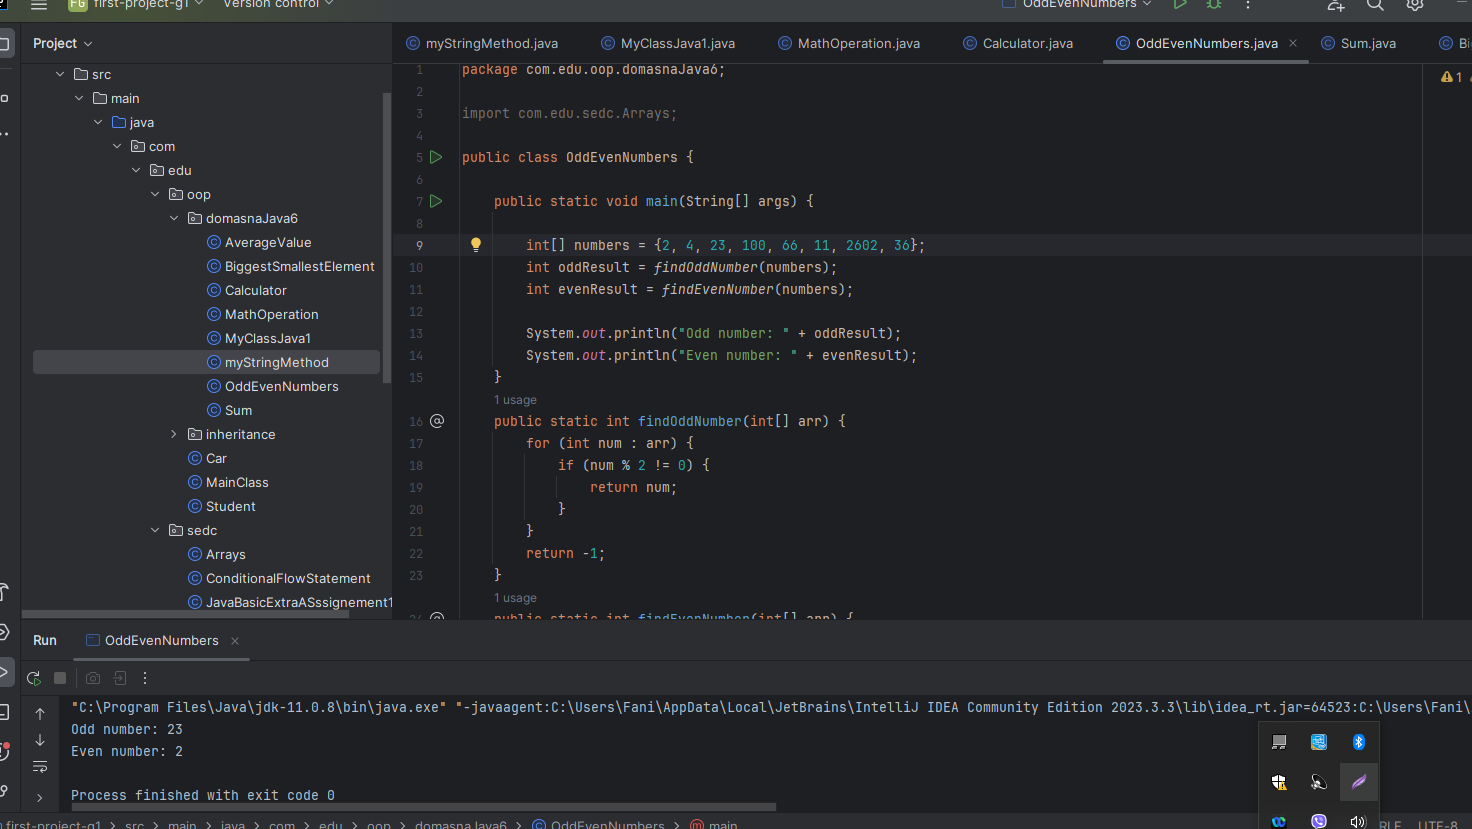 FG first-project-g1 Version control OddEvenNumbers
Project
myStringMethod.java MyClassJava1.java MathOperation.java Calculator.java OddEvenNumbers.java Sum.java
src
main
java
com
edu
oop
domasnaJava6
AverageValue
BiggestSmallestElement
Calculator
MathOperation
MyClassJava1
myStringMethod
OddEvenNumbers
Sum
inheritance
Car
MainClass
Student
sedc
Arrays
ConditionalFlowStatement
JavaBasicExtraASssignement1
1 package com.edu.oop.domasnaJava6;
2
3 import com.edu.sedc.Arrays;
4
5 public class OddEvenNumbers {
6
7 public static void main(String[] args) {
8
9 int[] numbers = {2, 4, 23, 100, 66, 11, 2602, 36};
10 int oddResult = findOddNumber(numbers);
11 int evenResult = findEvenNumber(numbers);
12
13 System.out.println("Odd number: " + oddResult);
14 System.out.println("Even number: " + evenResult);
15 }
1 usage
16 public static int findOddNumber(int[] arr) {
17 for (int num : arr) {
18 if (num % 2 != 0) {
19 return num;
20 }
21 }
22 return -1;
23 }
1 usage
24 public static int findEvenNumber(int[] arr) {
1
Run OddEvenNumbers
"C:\Program Files\Java\jdk-11.0.8\bin\java.exe" "-javaagent:C:\Users\Fani\AppData\Local\JetBrains\IntelliJ IDEA Community Edition 2023.3.3\lib\idea_rt.jar=64523:C:\Users\Fani\
Odd number: 23
Even number: 2
Process finished with exit code 0
first-project-g1 > src > main > java > com > edu > oop > domasnaJava6 > OddEvenNumbers > main RLF UTF-8